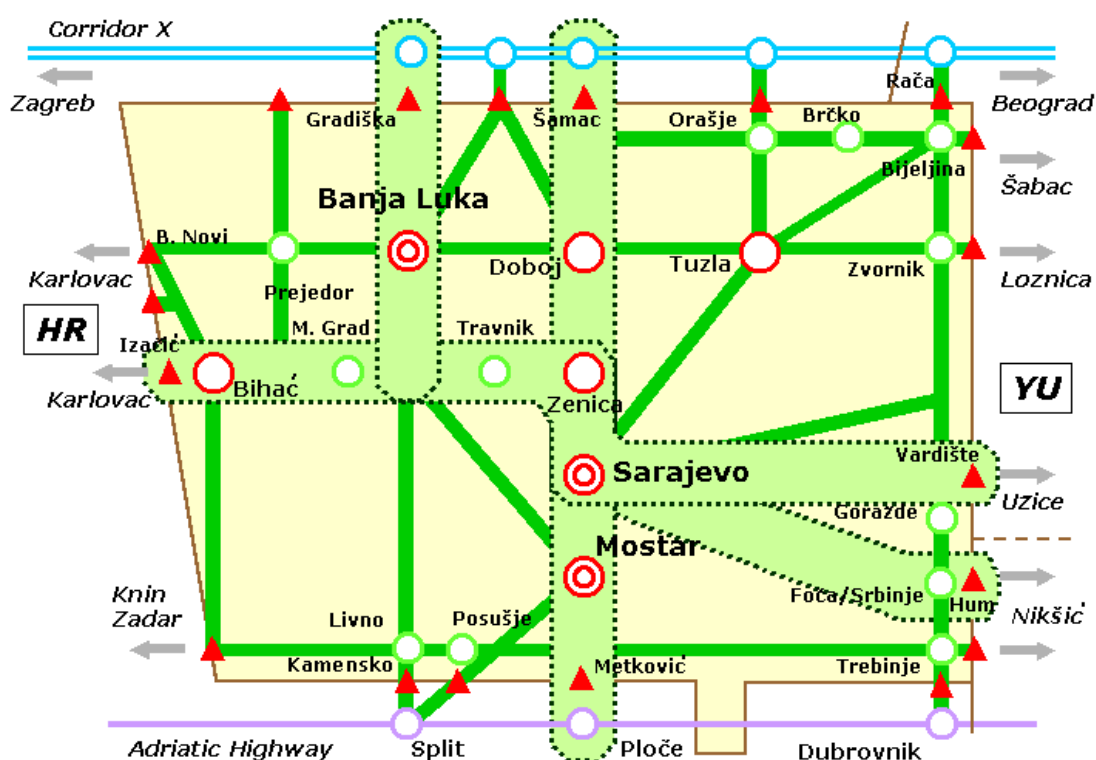 Corridor X
Zagreb
Rača
Beograd
Gradiška
Šamac
Orašje
Brčko
Bijeljina
Šabac
Banja Luka
B. Novi
Karlovac
Doboj
Tuzla
Zvornik
Loznica
Prejedor
HR
Izačić
M. Grad
Travnik
Karlovac
Bihać
Zenica
YU
Vardište
Sarajevo
Uzice
Goražde
Mostar
Foča/Srbinje
Hum
Nikšić
Knin
Zadar
Livno
Posušje
Kamensko
Metković
Trebinje
Adriatic Highway
Split
Ploče
Dubrovnik